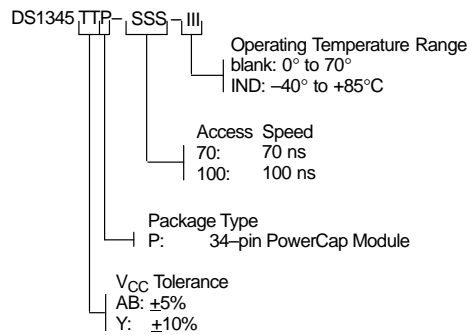 DS1345 TTP– SSS – III
Operating Temperature Range
blank: 0° to 70°
IND: –40° to +85°C
Access Speed
70: 70 ns
100: 100 ns
Package Type
P: 34–pin PowerCap Module
VCC Tolerance
AB: ±5%
Y: ±10%